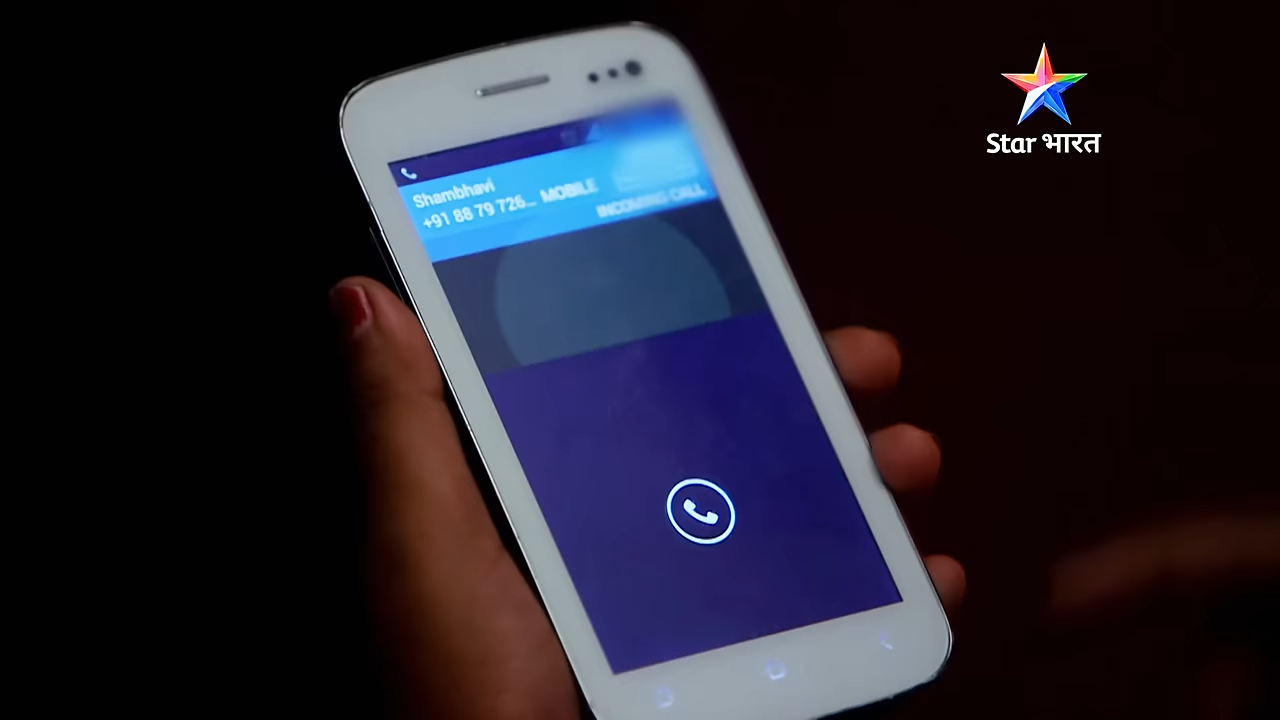 Star भारत
Shambhavi
+91 88 79 726... MOBILE
INCOMING CALL